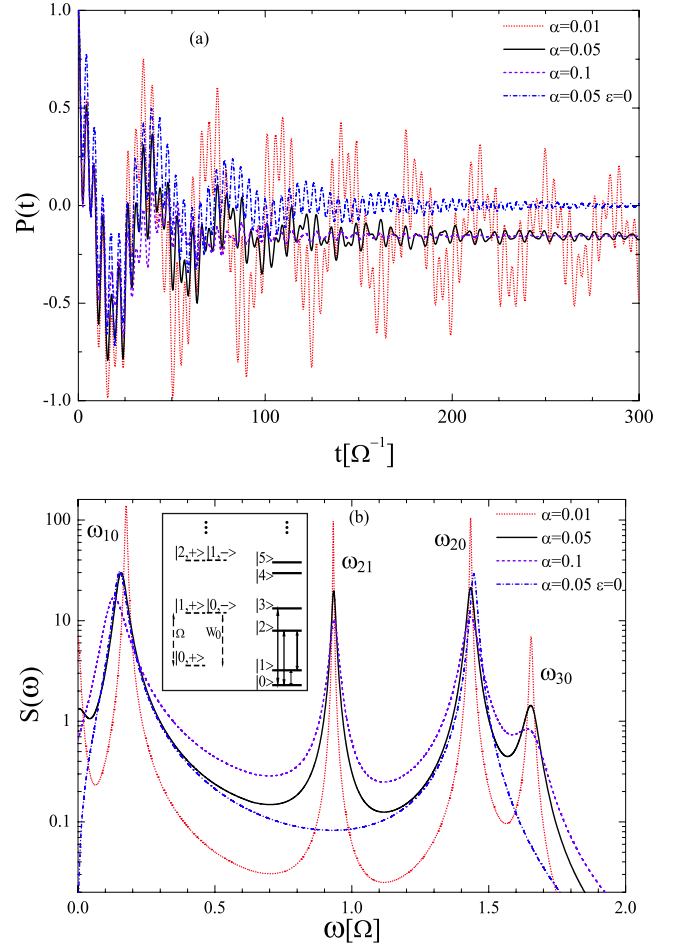 (a)
α=0.01
α=0.05
α=0.1
α=0.05 ε=0
P(t)
1.0
0.5
0.0
-0.5
-1.0
0 75 150 225 300
t[Ω⁻¹]
(b)
α=0.01
α=0.05
α=0.1
α=0.05 ε=0
ω₁₀
ω₂₁
ω₂₀
ω₃₀
|2,+>|1,->
|1,+>|0,->
Ω W₀
|0,+>
|5>
|4>
|3>
|2>
|1>
|0>
S(ω)
100
10
1
0.1
0.0 0.5 1.0 1.5 2.0
ω[Ω]